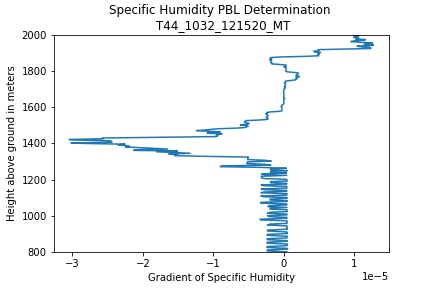 Specific Humidity PBL Determination
T44_1032_121520_MT
2000
1800
1600
1400
1200
1000
800
Height above ground in meters
−3
−2
−1
0
1
1e−5
Gradient of Specific Humidity